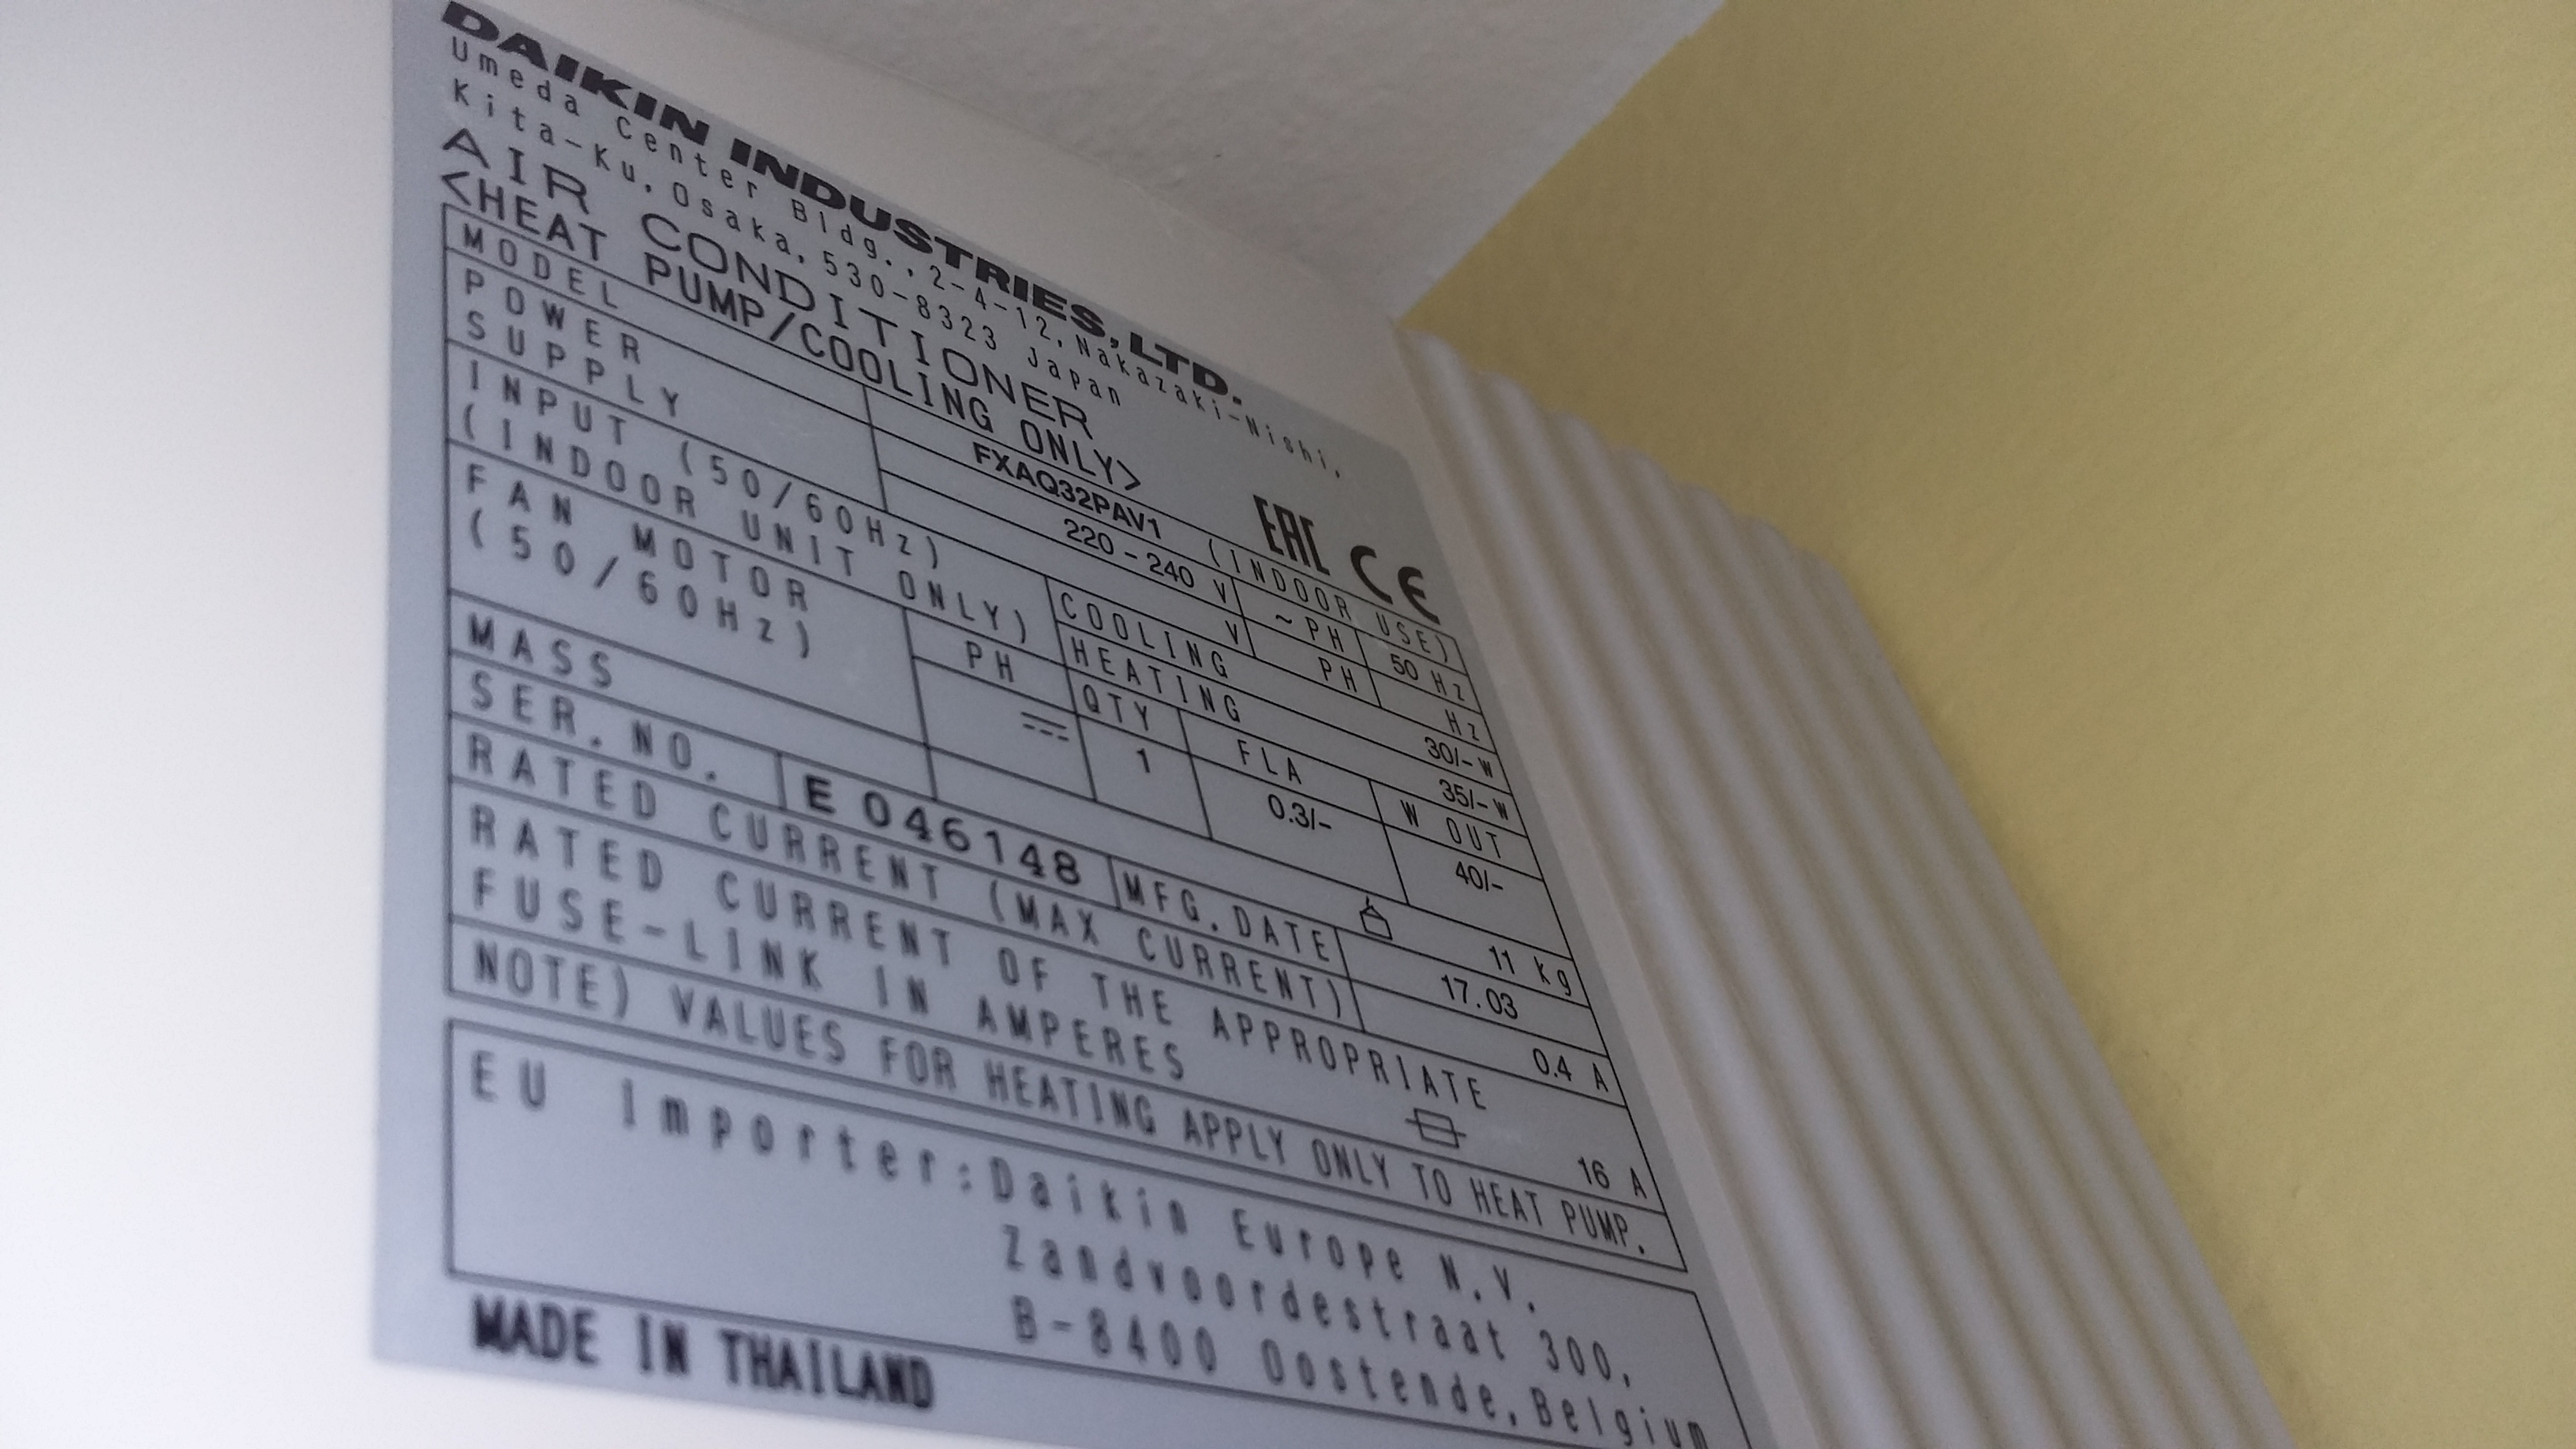 DAIKIN INDUSTRIES,LTD.
Umeda Center Bldg.,2-4-12,Nakazaki-Nishi,
Kita-Ku,Osaka,530-8323 Japan
AIR CONDITIONER
<HEAT PUMP/COOLING ONLY>
EAC CE
MODEL FXAQ32PAV1 (INDOOR USE)
POWER SUPPLY 220-240 V ~PH 50 Hz
V PH Hz
INPUT (50/60Hz) (INDOOR UNIT ONLY) COOLING 30/- W
HEATING 35/- W
FAN MOTOR (50/60Hz) PH QTY FLA W OUT
1 0.3/- 40/-
MASS 11 kg
SER.NO. E 046148 MFG.DATE 17.03
RATED CURRENT (MAX CURRENT) 0.4 A
RATED CURRENT OF THE APPROPRIATE
FUSE-LINK IN AMPERES 16 A
NOTE) VALUES FOR HEATING APPLY ONLY TO HEAT PUMP.
EU Importer:Daikin Europe N.V.
Zandvoordestraat 300,
B-8400 Oostende,Belgium
MADE IN THAILAND